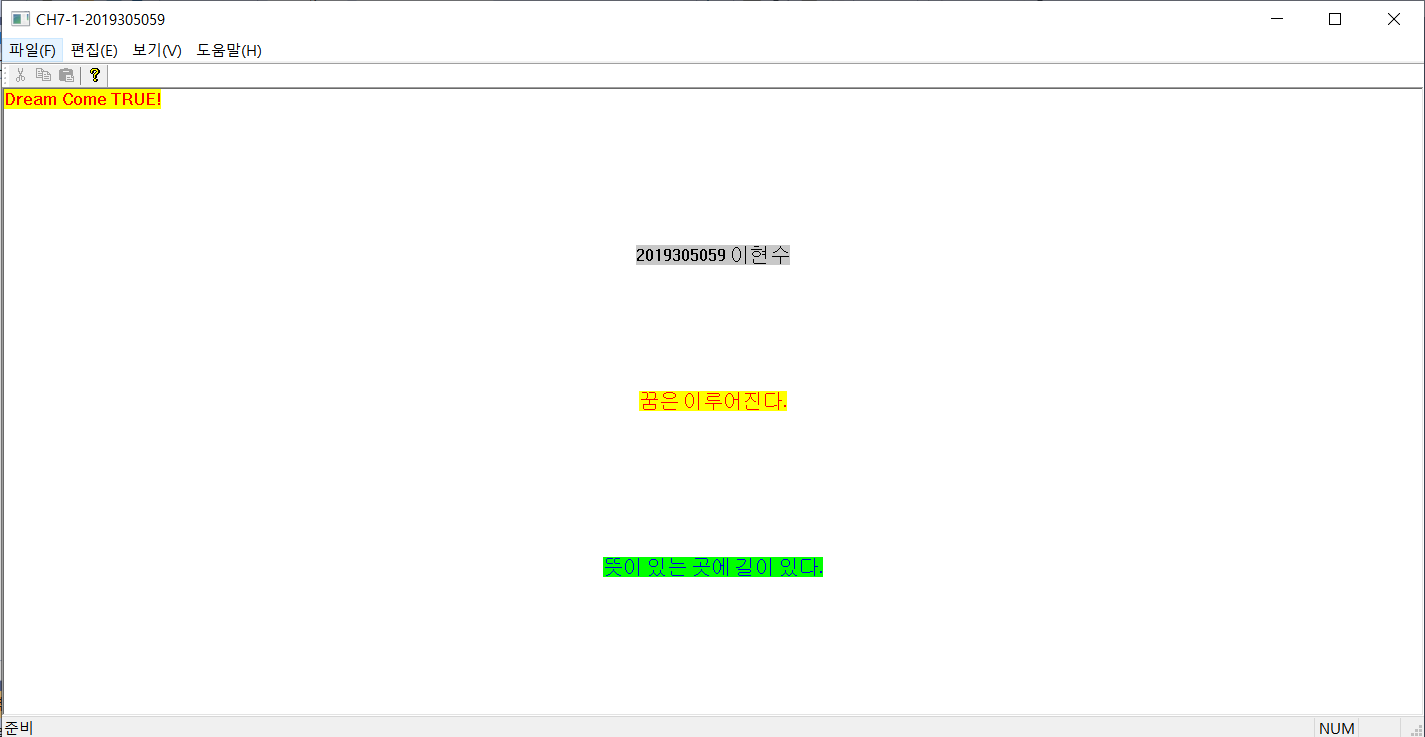 CH7-1-2019305059
파일(F) 편집(E) 보기(V) 도움말(H)
Dream Come TRUE!
2019305059 이현수
꿈은 이루어진다.
뜻이 있는 곳에 길이 있다.
준비 NUM